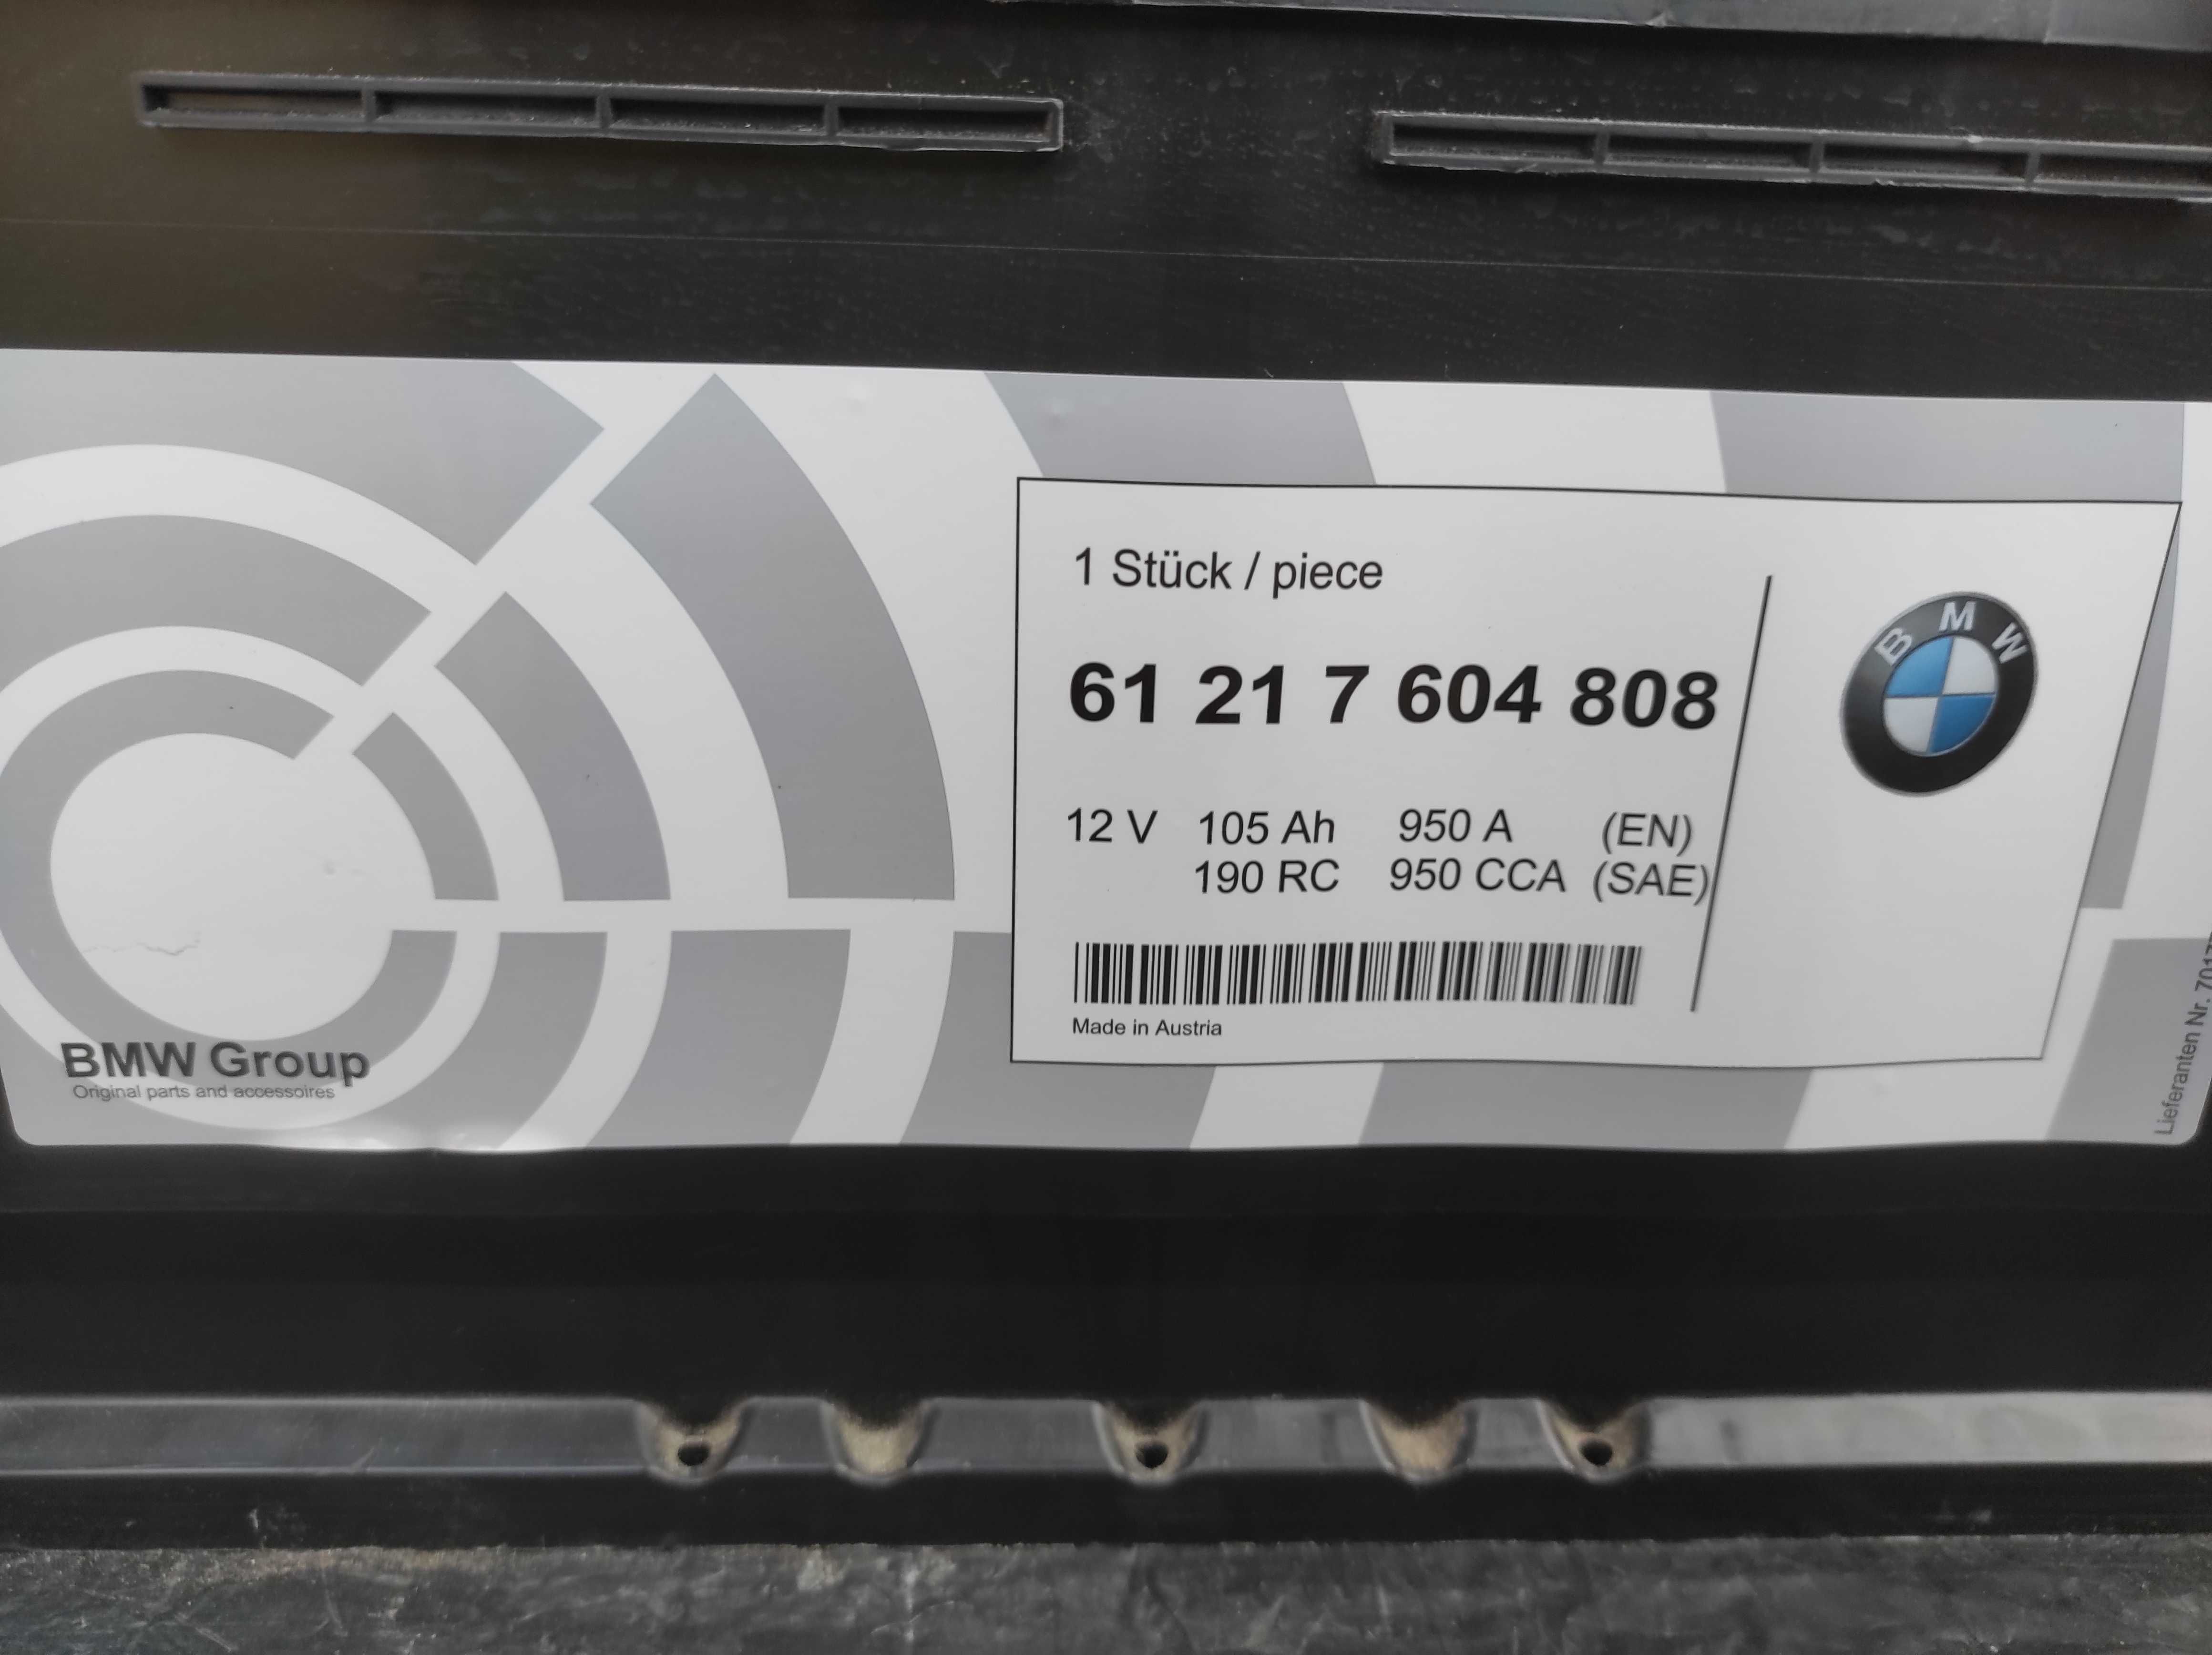 1 Stück / piece
61 21 7 604 808
12 V 105 Ah 950 A (EN)
190 RC 950 CCA (SAE)
Made in Austria
BMW
BMW Group
Original parts and accessoires
Lieferanten Nr.